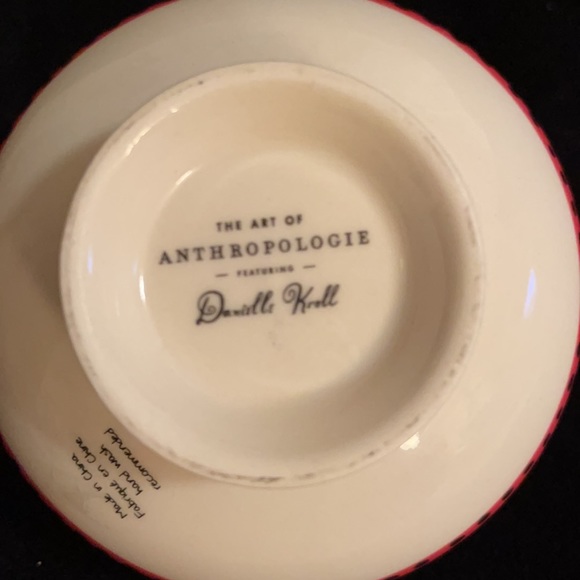 THE ART OF
ANTHROPOLOGIE
— FEATURING —
Danielle Kroll
Made in China
Fabriqué en Chine
hand wash
recommended